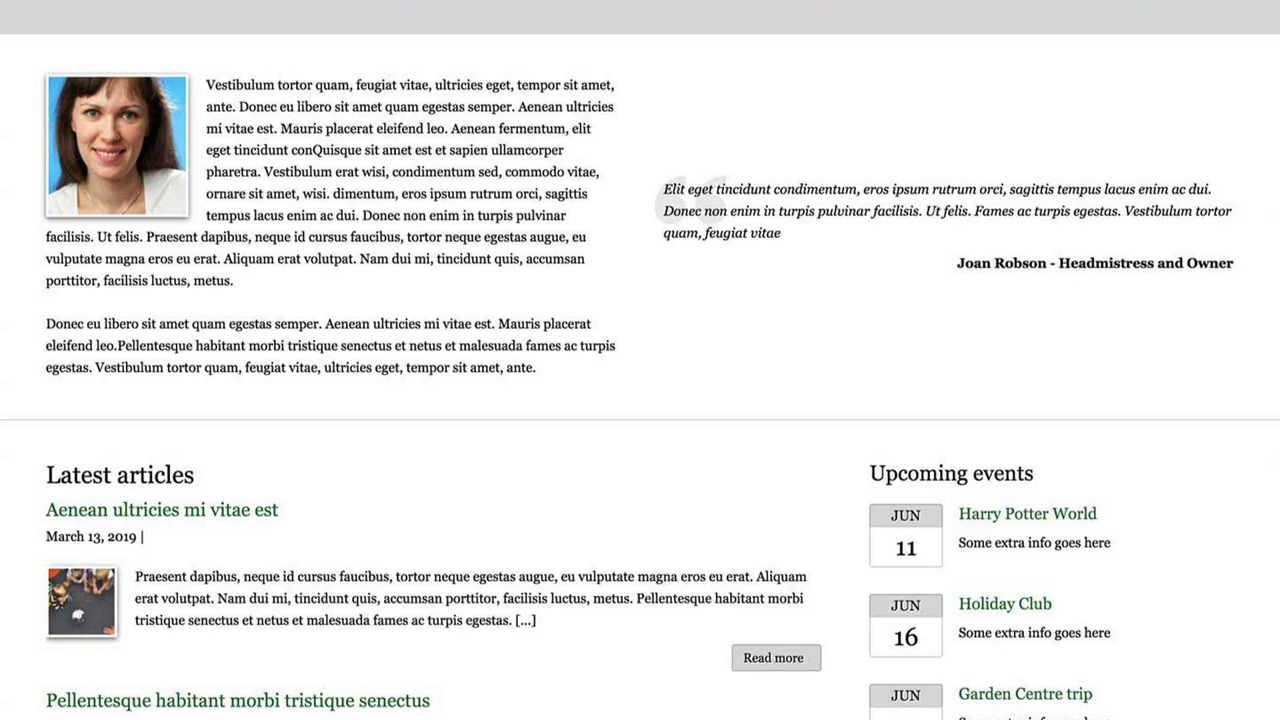 Vestibulum tortor quam, feugiat vitae, ultricies eget, tempor sit amet,
ante. Donec eu libero sit amet quam egestas semper. Aenean ultricies
mi vitae est. Mauris placerat eleifend leo. Aenean fermentum, elit
eget tincidunt conQuisque sit amet est et sapien ullamcorper
pharetra. Vestibulum erat wisi, condimentum sed, commodo vitae,
ornare sit amet, wisi. dimentum, eros ipsum rutrum orci, sagittis
tempus lacus enim ac dui. Donec non enim in turpis pulvinar
facilisis. Ut felis. Praesent dapibus, neque id cursus faucibus, tortor neque egestas augue, eu
vulputate magna eros eu erat. Aliquam erat volutpat. Nam dui mi, tincidunt quis, accumsan
porttitor, facilisis luctus, metus.
Donec eu libero sit amet quam egestas semper. Aenean ultricies mi vitae est. Mauris placerat
eleifend leo.Pellentesque habitant morbi tristique senectus et netus et malesuada fames ac turpis
egestas. Vestibulum tortor quam, feugiat vitae, ultricies eget, tempor sit amet, ante.
Elit eget tincidunt condimentum, eros ipsum rutrum orci, sagittis tempus lacus enim ac dui.
Donec non enim in turpis pulvinar facilisis. Ut felis. Fames ac turpis egestas. Vestibulum tortor
quam, feugiat vitae
Joan Robson - Headmistress and Owner
Latest articles
Aenean ultricies mi vitae est
March 13, 2019 |
Praesent dapibus, neque id cursus faucibus, tortor neque egestas augue, eu vulputate magna eros eu erat. Aliquam
erat volutpat. Nam dui mi, tincidunt quis, accumsan porttitor, facilisis luctus, metus. Pellentesque habitant morbi
tristique senectus et netus et malesuada fames ac turpis egestas. [...]
Read more
Pellentesque habitant morbi tristique senectus
Upcoming events
JUN
11
Harry Potter World
Some extra info goes here
JUN
16
Holiday Club
Some extra info goes here
JUN
Garden Centre trip